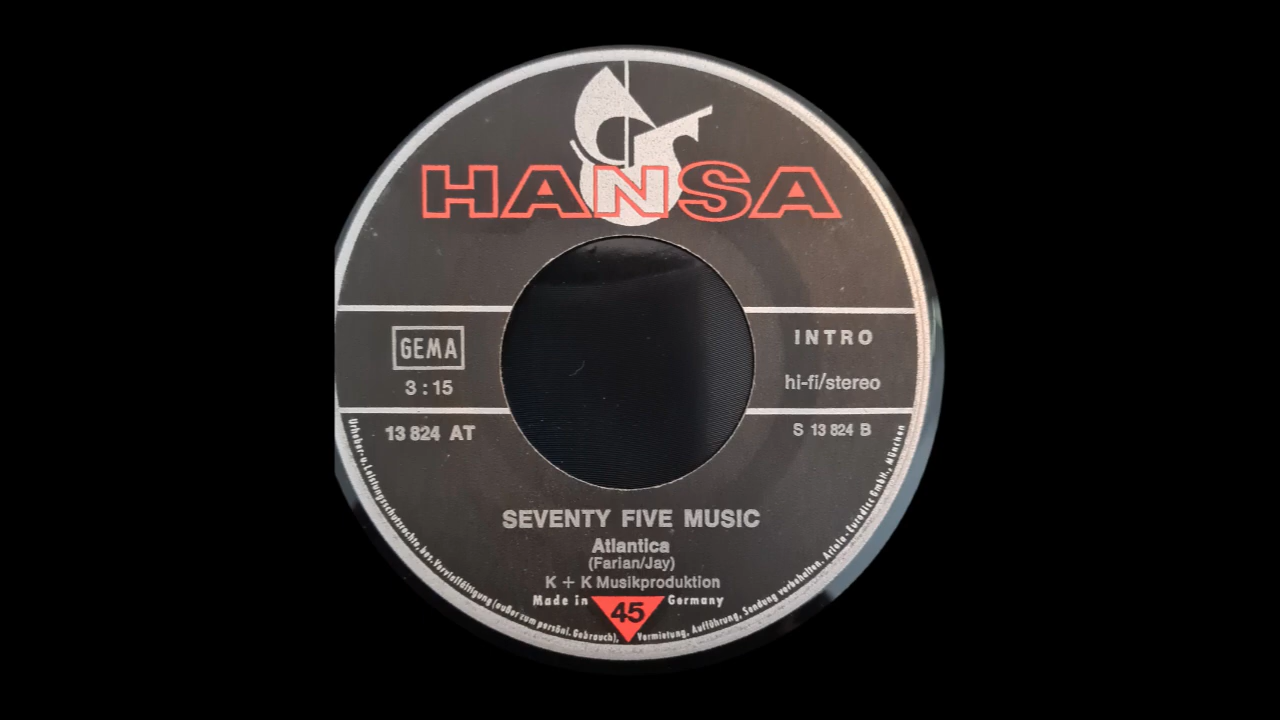 HANSA
GEMA
3 : 15
INTRO
hi-fi/stereo
13 824 AT
S 13 824 B
SEVENTY FIVE MUSIC
Atlantica
(Farian/Jay)
K + K Musikproduktion
Made in 45 Germany
Urheber-u.Leistungsschutzrechte, bes. Vervielfältigung (außer zum persönl. Gebrauch), Vermietung, Aufführung, Sendung vorbehalten. Ariola-Eurodisc GmbH., München